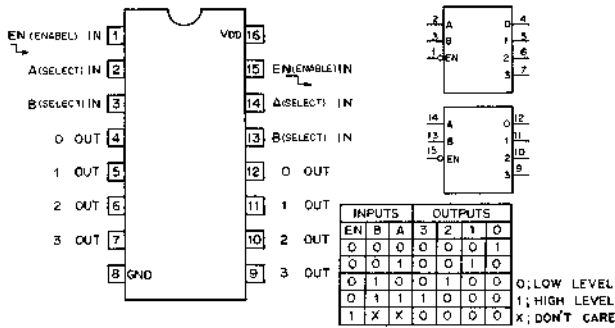 EN (ENABEL) IN 1
A(SELECT) IN 2
B(SELECT) IN 3
0 OUT 4
1 OUT 5
2 OUT 6
3 OUT 7
8 GND
VDD 16
15 EN(ENABLE)IN
14 A(SELECT) IN
13 B(SELECT) IN
12 0 OUT
11 1 OUT
10 2 OUT
9 3 OUT
2 A 0 4
3 B 1 5
1 EN 2 6
3 7
14 A 0 12
13 B 1 11
15 EN 2 10
3 9
INPUTS OUTPUTS
EN B A 3 2 1 0
0 0 0 0 0 0 1
0 0 1 0 0 1 0
0 1 0 0 1 0 0
0 1 1 1 0 0 0
1 X X 0 0 0 0
0; LOW LEVEL
1; HIGH LEVEL
X; DON'T CARE